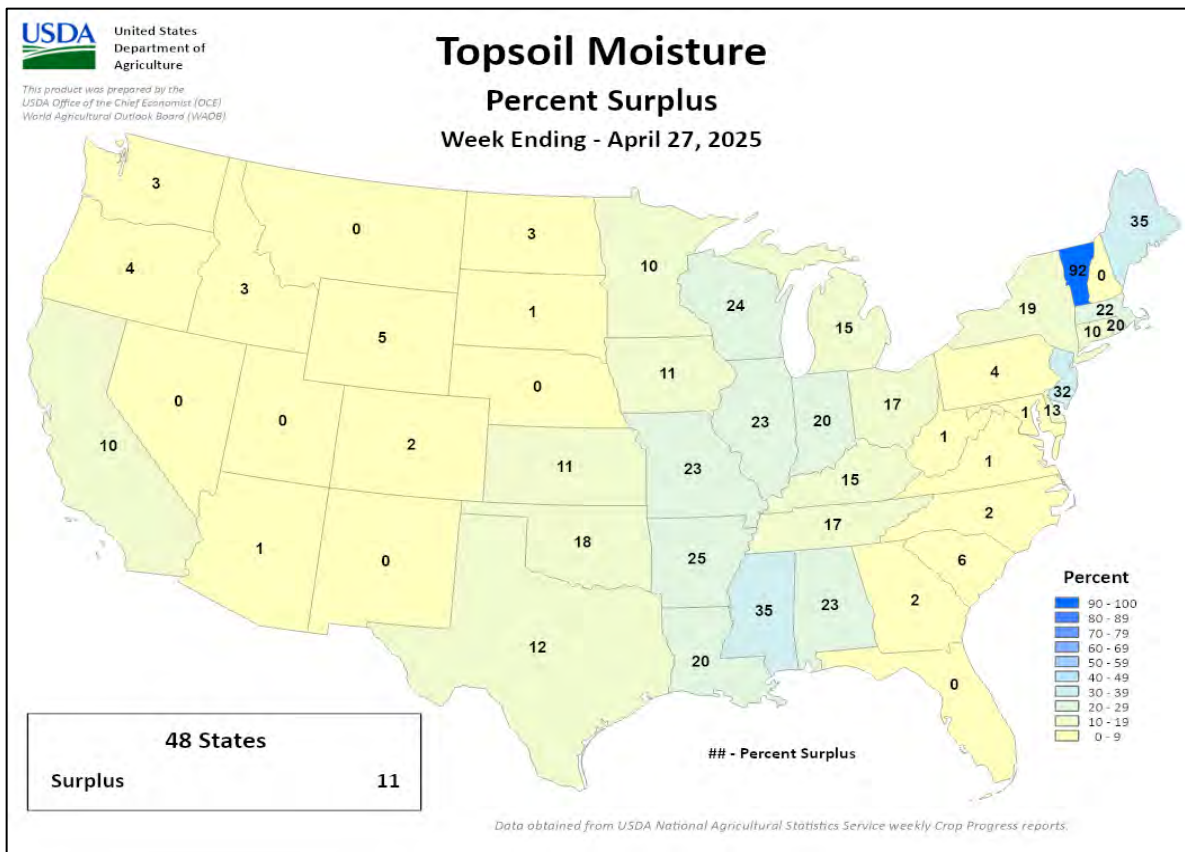 USDA
United States
Department of
Agriculture
This product was prepared by the
USDA Office of the Chief Economist (OCE)
World Agricultural Outlook Board (WAOB)
Topsoil Moisture
Percent Surplus
Week Ending - April 27, 2025
3
0
3
35
4
10
92
0
3
24
1
19
22
5
15
10
20
11
4
0
32
0
17
0
1
13
10
2
23
20
1
11
23
15
1
18
17
2
1
0
25
6
Percent
35
23
2
90 - 100
80 - 89
12
70 - 79
20
60 - 69
50 - 59
0
40 - 49
30 - 39
20 - 29
10 - 19
0 - 9
48 States
## - Percent Surplus
Surplus 11
Data obtained from USDA National Agricultural Statistics Service weekly Crop Progress reports.